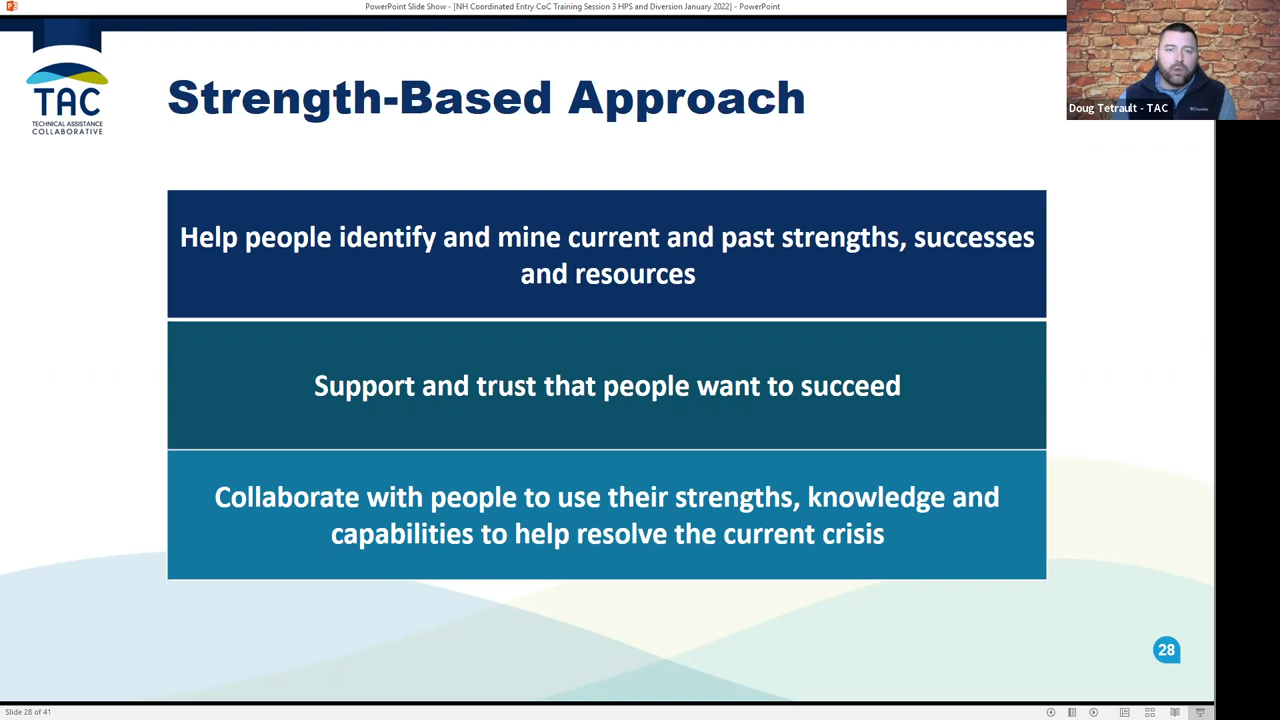 PowerPoint Slide Show - [NH Coordinated Entry CoC Training Session 3 HPS and Diversion January 2022] - PowerPoint
TAC
TECHNICAL ASSISTANCE
COLLABORATIVE
Strength-Based Approach
Doug Tetrault - TAC
Help people identify and mine current and past strengths, successes
and resources
Support and trust that people want to succeed
Collaborate with people to use their strengths, knowledge and
capabilities to help resolve the current crisis
28
Slide 28 of 41